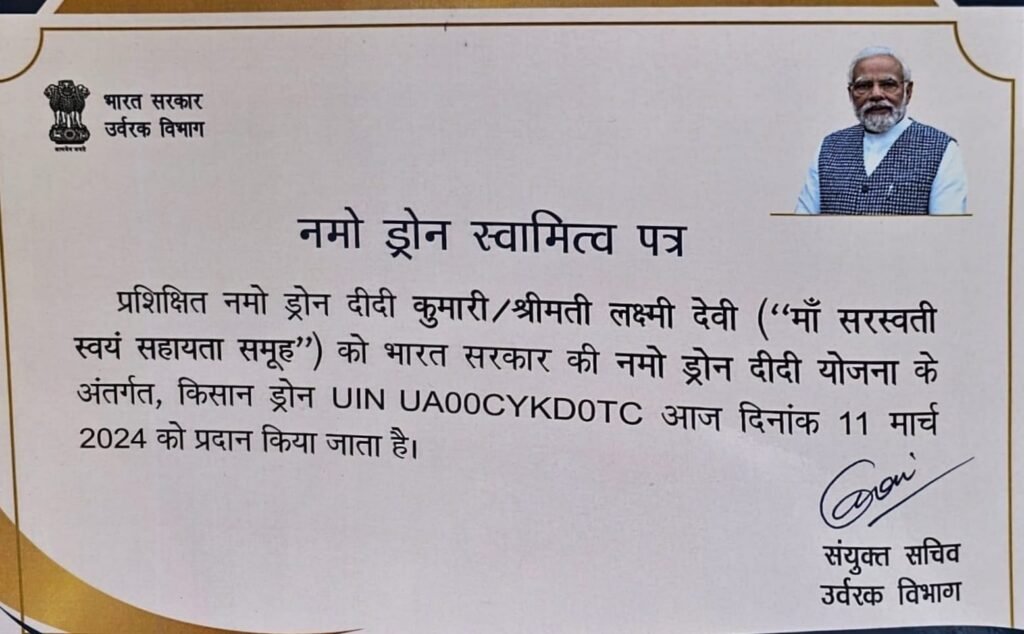 भारत सरकार
उर्वरक विभाग
नमो ड्रोन स्वामित्व पत्र
प्रशिक्षित नमो ड्रोन दीदी कुमारी/श्रीमती लक्ष्मी देवी (“माँ सरस्वती
स्वयं सहायता समूह”) को भारत सरकार की नमो ड्रोन दीदी योजना के
अंतर्गत, किसान ड्रोन UIN UA00CYKD0TC आज दिनांक 11 मार्च
2024 को प्रदान किया जाता है।
संयुक्त सचिव
उर्वरक विभाग